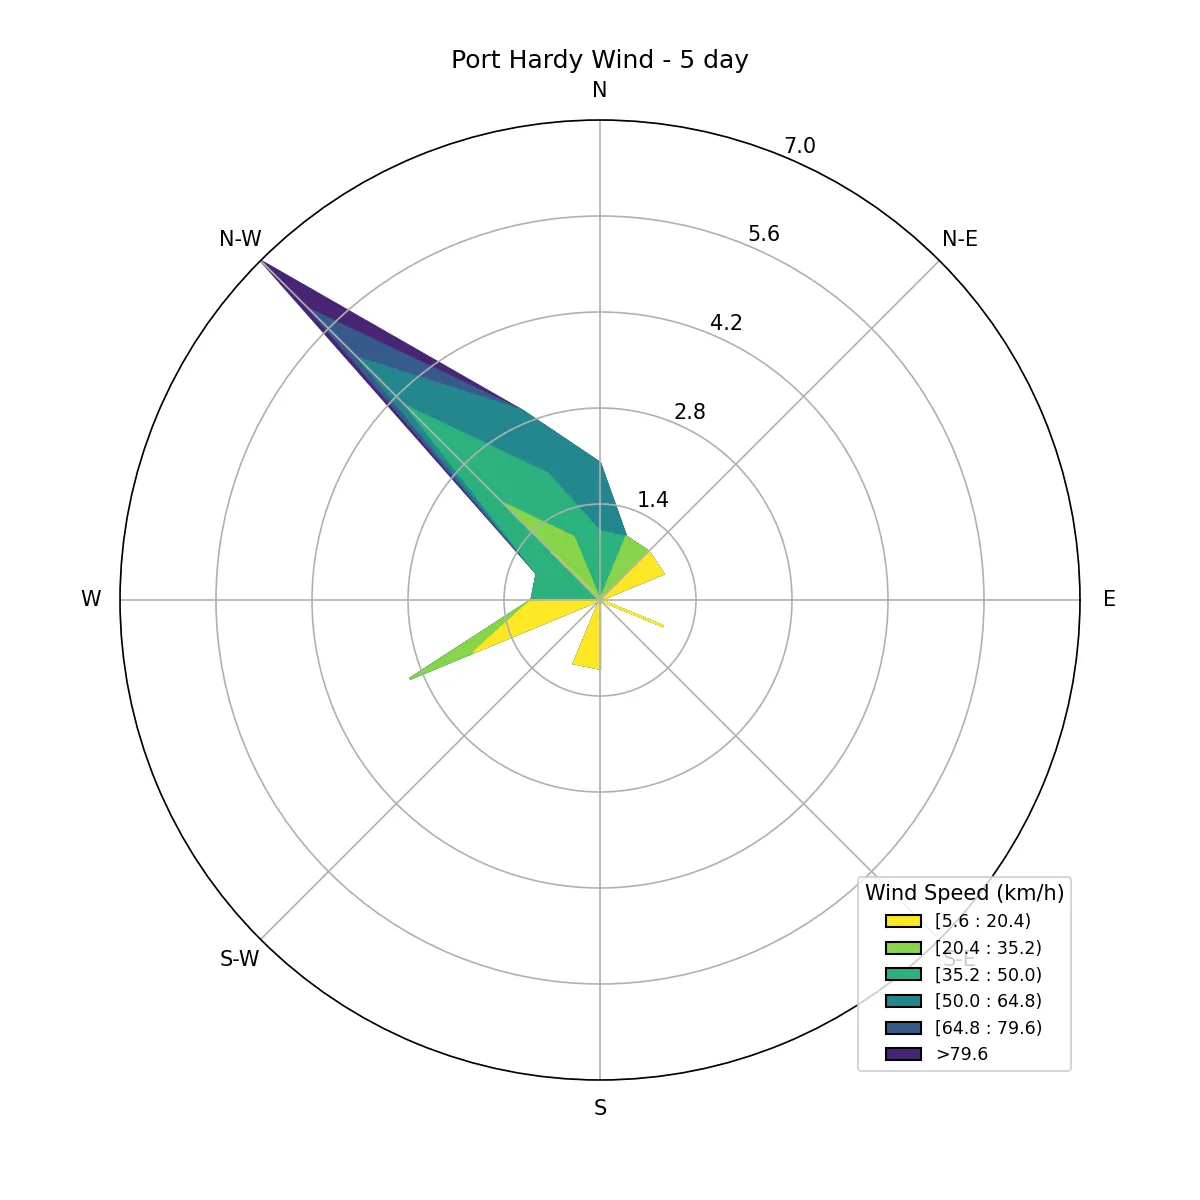 Port Hardy Wind - 5 day
N
7.0
N-W
5.6
N-E
4.2
2.8
1.4
W
E
Wind Speed (km/h)
[5.6 : 20.4)
[20.4 : 35.2)
S-W
S-E
[35.2 : 50.0)
[50.0 : 64.8)
[64.8 : 79.6)
>79.6
S